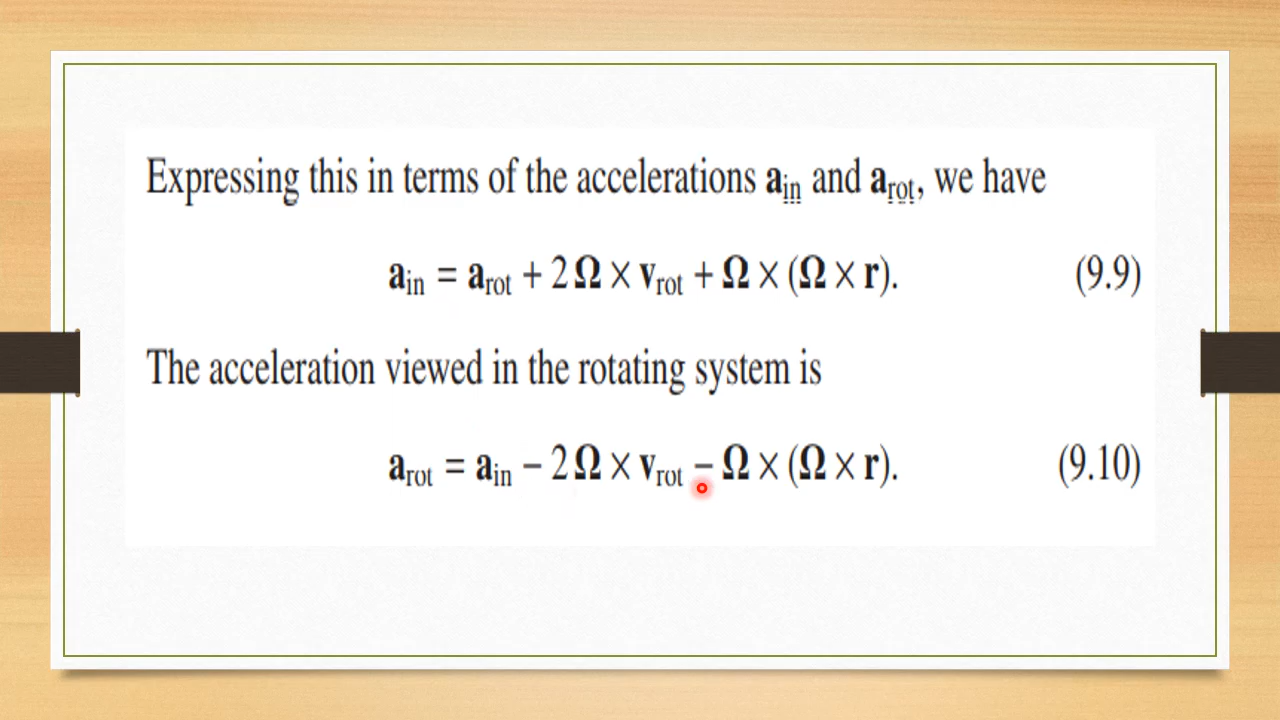 Expressing this in terms of the accelerations a_in and a_rot, we have
a_in = a_rot + 2Ω × v_rot + Ω × (Ω × r). (9.9)
The acceleration viewed in the rotating system is
a_rot = a_in − 2Ω × v_rot − Ω × (Ω × r). (9.10)